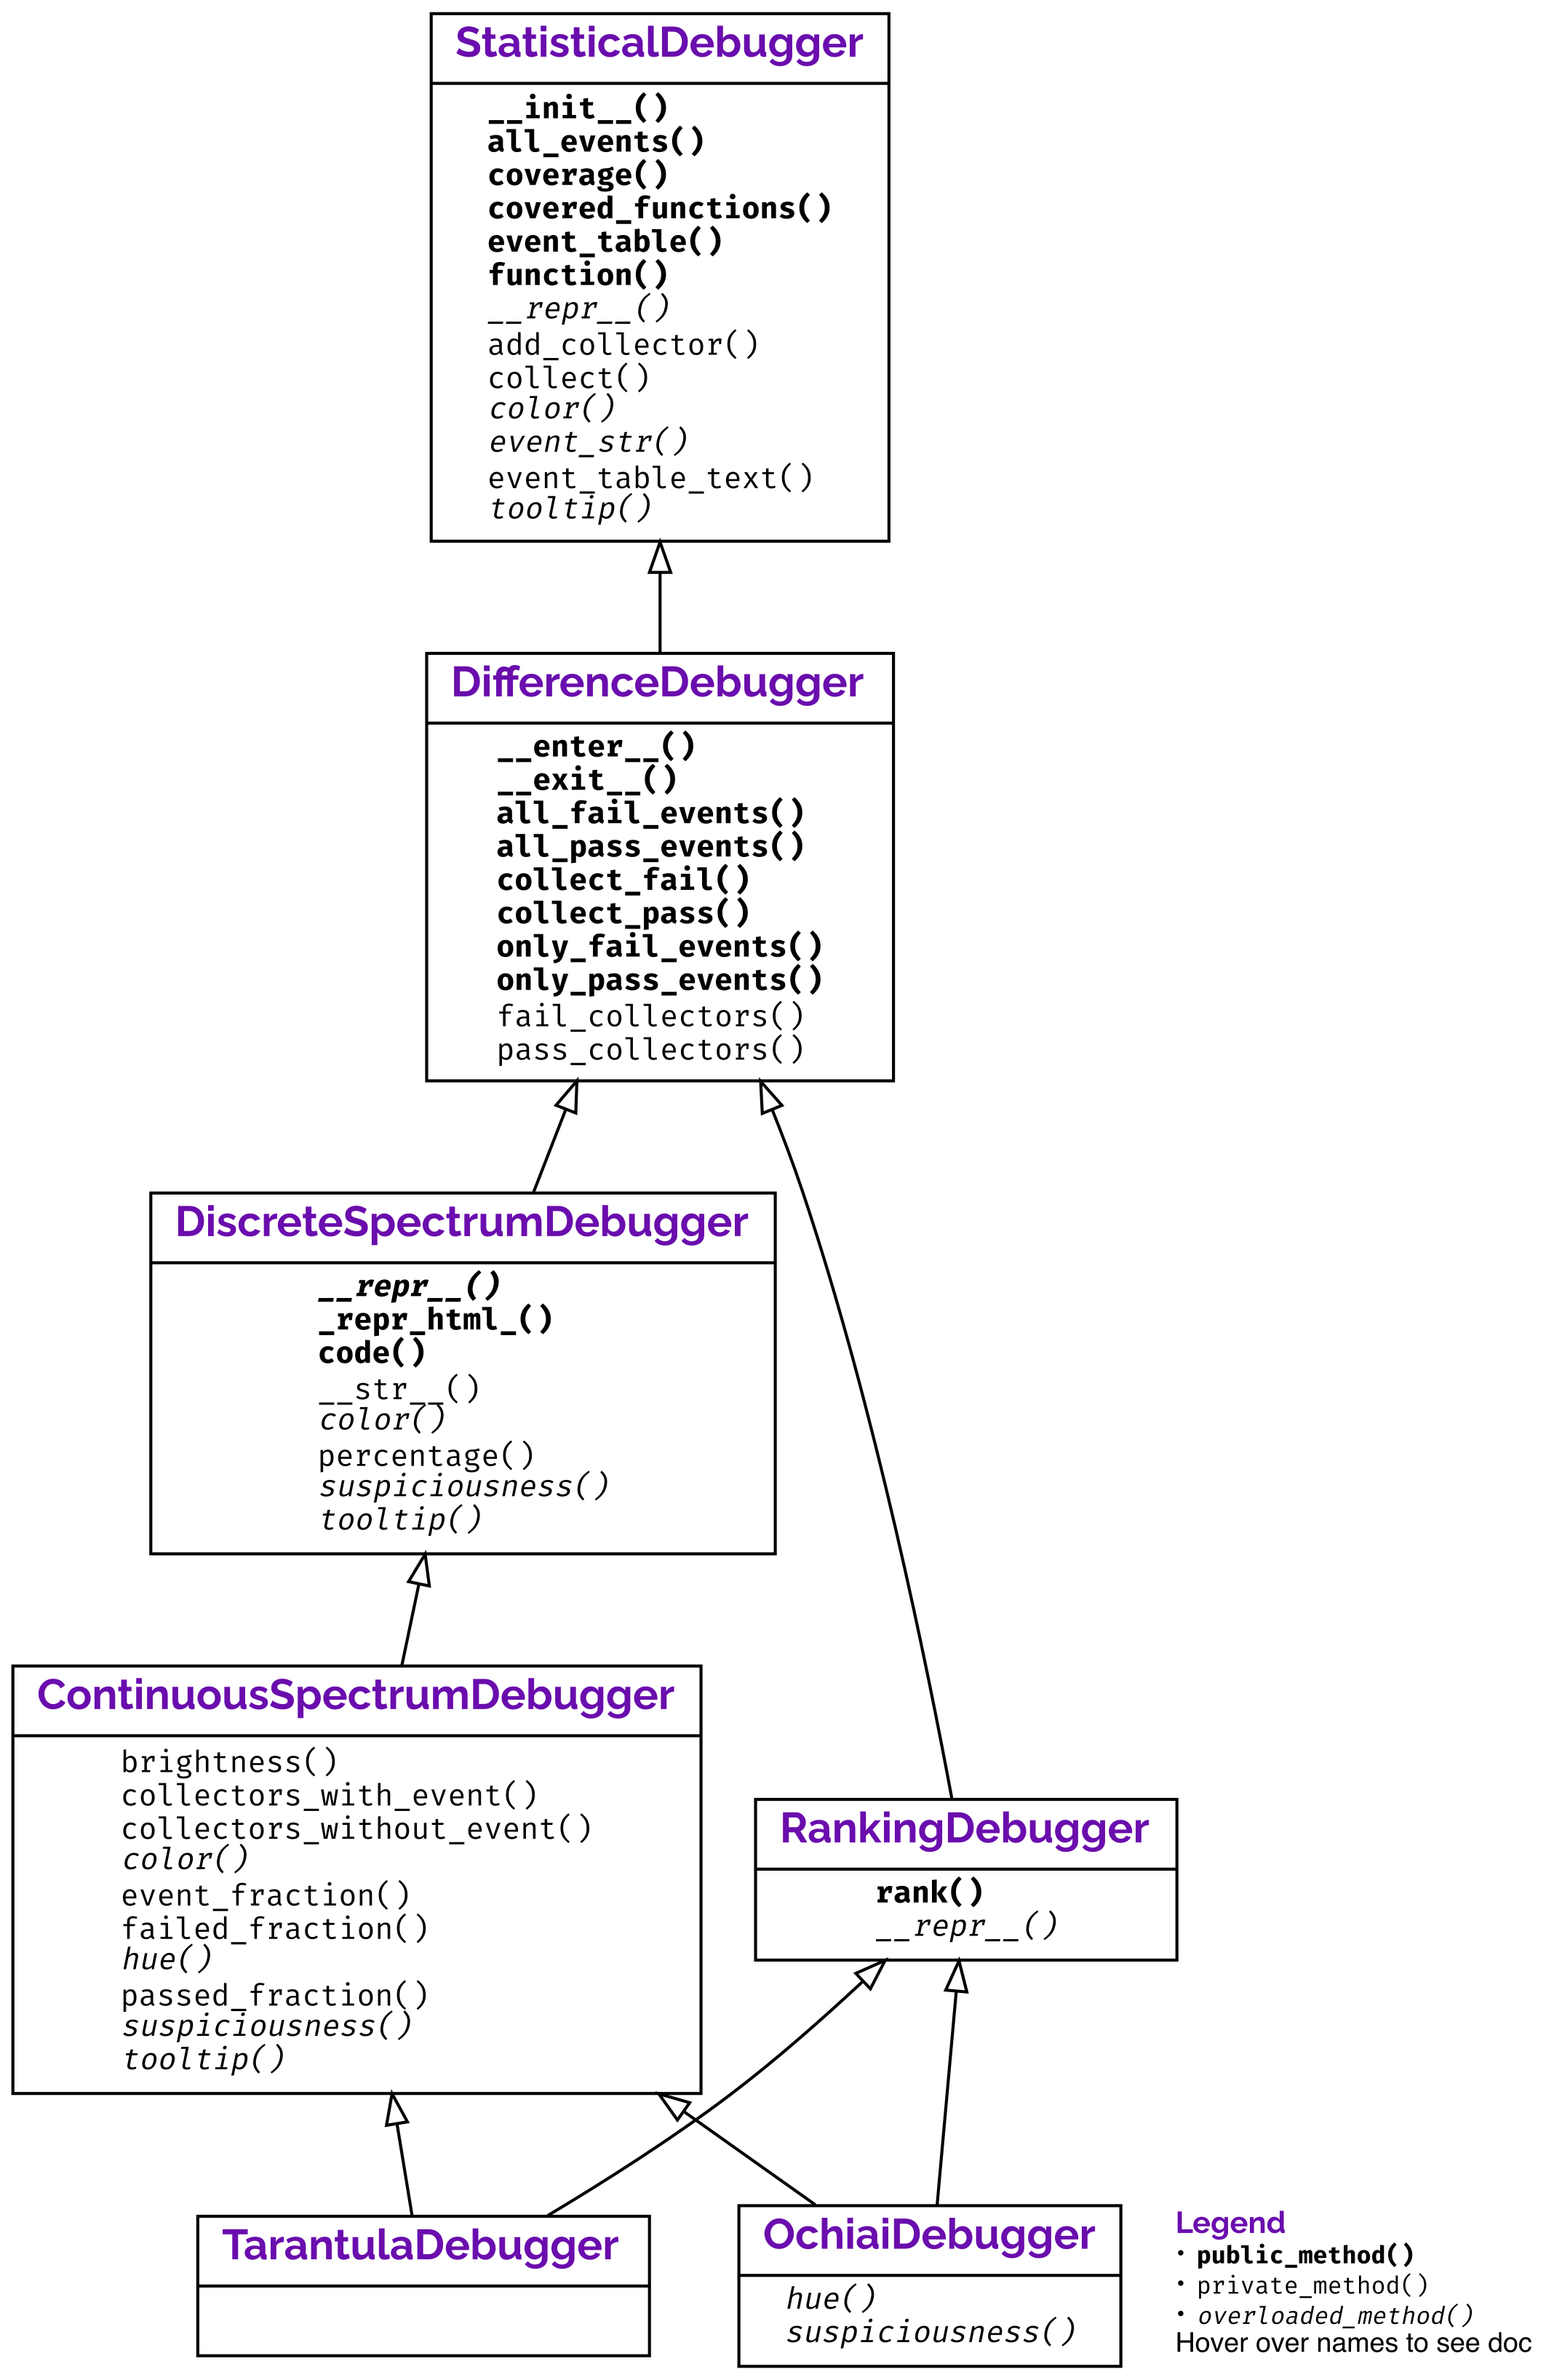 StatisticalDebugger
__init__()
all_events()
coverage()
covered_functions()
event_table()
function()
__repr__()
add_collector()
collect()
color()
event_str()
event_table_text()
tooltip()
DifferenceDebugger
__enter__()
__exit__()
all_fail_events()
all_pass_events()
collect_fail()
collect_pass()
only_fail_events()
only_pass_events()
fail_collectors()
pass_collectors()
DiscreteSpectrumDebugger
__repr__()
_repr_html_()
code()
__str__()
color()
percentage()
suspiciousness()
tooltip()
ContinuousSpectrumDebugger
brightness()
collectors_with_event()
collectors_without_event()
color()
event_fraction()
failed_fraction()
hue()
passed_fraction()
suspiciousness()
tooltip()
RankingDebugger
rank()
__repr__()
TarantulaDebugger
OchiaiDebugger
hue()
suspiciousness()
Legend
• public_method()
• private_method()
• overloaded_method()
Hover over names to see doc